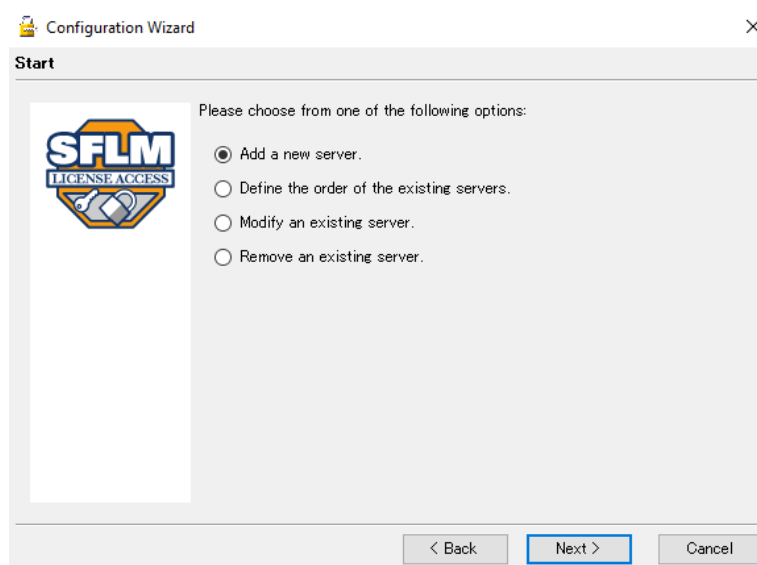 Configuration Wizard
Start
Please choose from one of the following options:
SFLM
LICENSE ACCESS
Add a new server.
Define the order of the existing servers.
Modify an existing server.
Remove an existing server.
< Back
Next >
Cancel